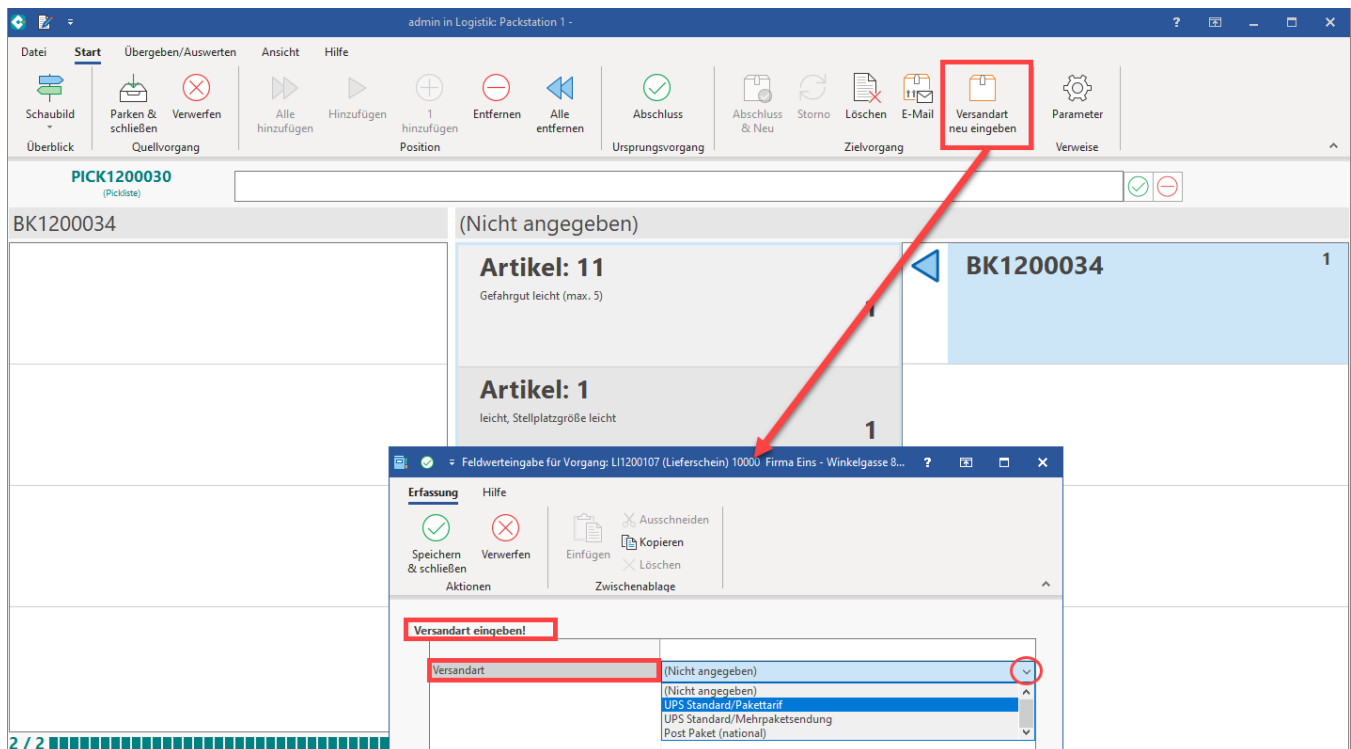 admin in Logistik: Packstation 1 -
?
Datei Start Übergeben/Auswerten Ansicht Hilfe
Schaubild
Parken &
schließen
Verwerfen
Alle
hinzufügen
Hinzufügen
1
hinzufügen
Entfernen
Alle
entfernen
Abschluss
Abschluss
& Neu
Storno
Löschen
E-Mail
Versandart
neu eingeben
Parameter
Überblick Quellvorgang Position Ursprungsvorgang Zielvorgang Verweise
PICK1200030
(Pickliste)
BK1200034 (Nicht angegeben)
Artikel: 11
Gefahrgut leicht (max. 5)
1
BK1200034 1
Artikel: 1
leicht, Stellplatzgröße leicht
1
Feldwerteingabe für Vorgang: LI1200107 (Lieferschein) 10000 Firma Eins - Winkelgasse 8... ?
Erfassung Hilfe
Speichern
& schließen
Verwerfen
Einfügen
Ausschneiden
Kopieren
Löschen
Aktionen Zwischenablage
Versandart eingeben!
Versandart (Nicht angegeben)
(Nicht angegeben)
UPS Standard/Pakettarif
UPS Standard/Mehrpaketsendung
Post Paket (national)
2 / 2